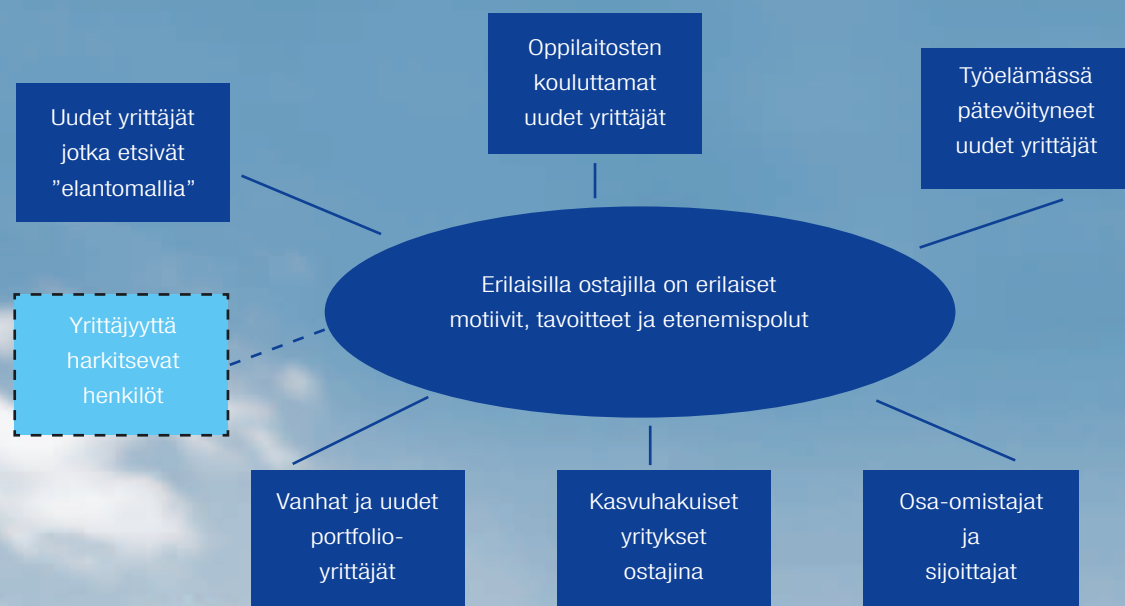 Oppilaitosten
kouluttamat
uudet yrittäjät
Työelämässä
pätevöityneet
uudet yrittäjät
Uudet yrittäjät
jotka etsivät
”elantomallia”
Erilaisilla ostajilla on erilaiset
motiivit, tavoitteet ja etenemispolut
Yrittäjyyttä
harkitsevat
henkilöt
Vanhat ja uudet
portfolio-
yrittäjät
Kasvuhakuiset
yritykset
ostajina
Osa-omistajat
ja
sijoittajat